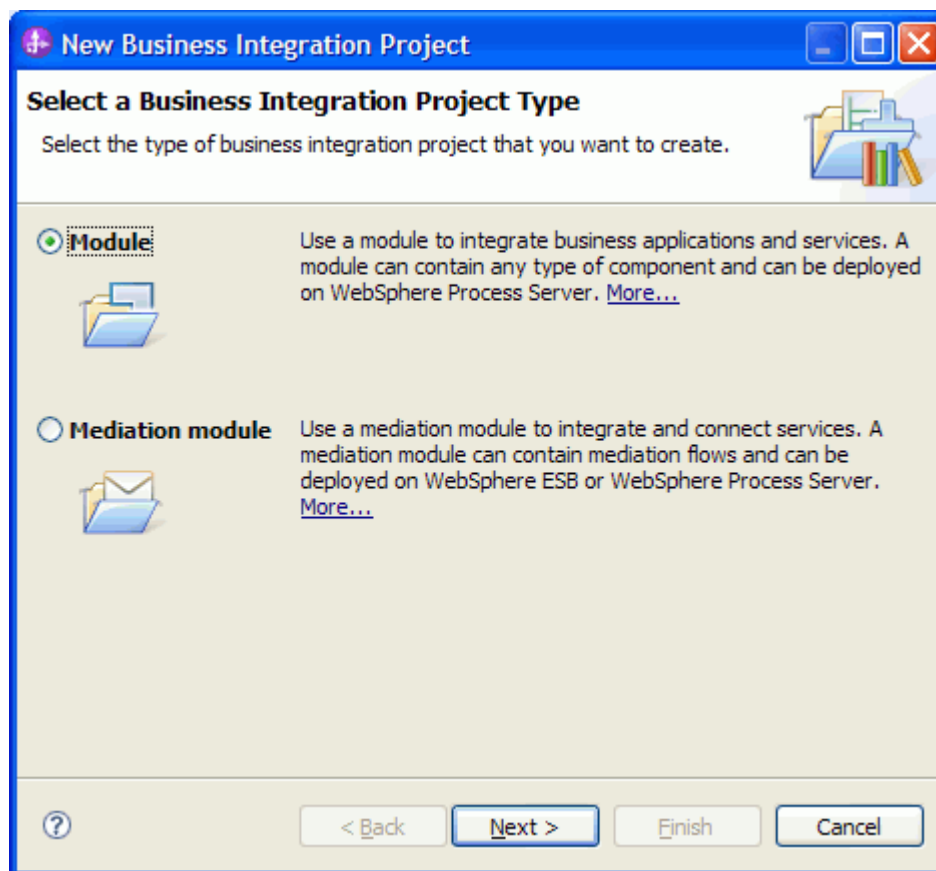 New Business Integration Project
Select a Business Integration Project Type
Select the type of business integration project that you want to create.
Module
Use a module to integrate business applications and services. A
module can contain any type of component and can be deployed
on WebSphere Process Server. More...
Mediation module
Use a mediation module to integrate and connect services. A
mediation module can contain mediation flows and can be
deployed on WebSphere ESB or WebSphere Process Server.
More...
? < Back Next > Finish Cancel